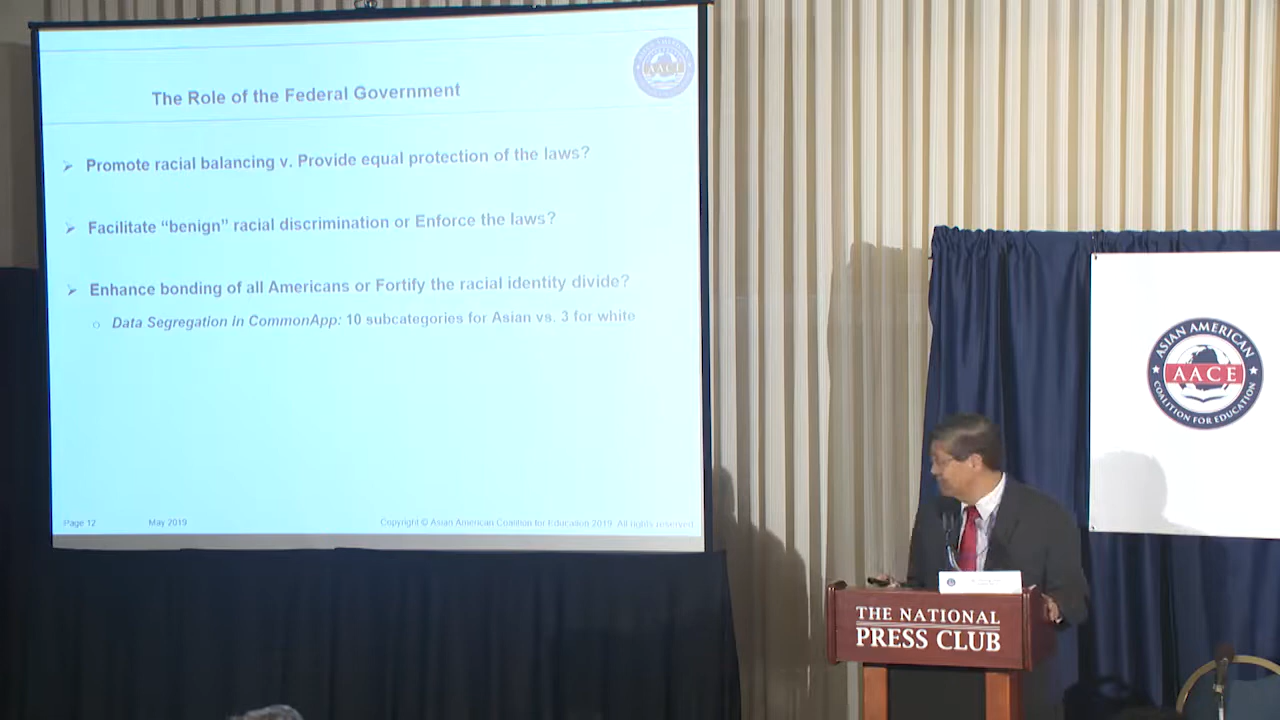 The Role of the Federal Government
AACE
➢ Promote racial balancing v. Provide equal protection of the laws?
➢ Facilitate “benign” racial discrimination or Enforce the laws?
➢ Enhance bonding of all Americans or Fortify the racial identity divide?
○ Data Segregation in CommonApp: 10 subcategories for Asian vs. 3 for white
Page 12 May 2019 Copyright © Asian American Coalition for Education 2019. All rights reserved.
ASIAN AMERICAN
AACE
COALITION FOR EDUCATION
THE NATIONAL
PRESS CLUB